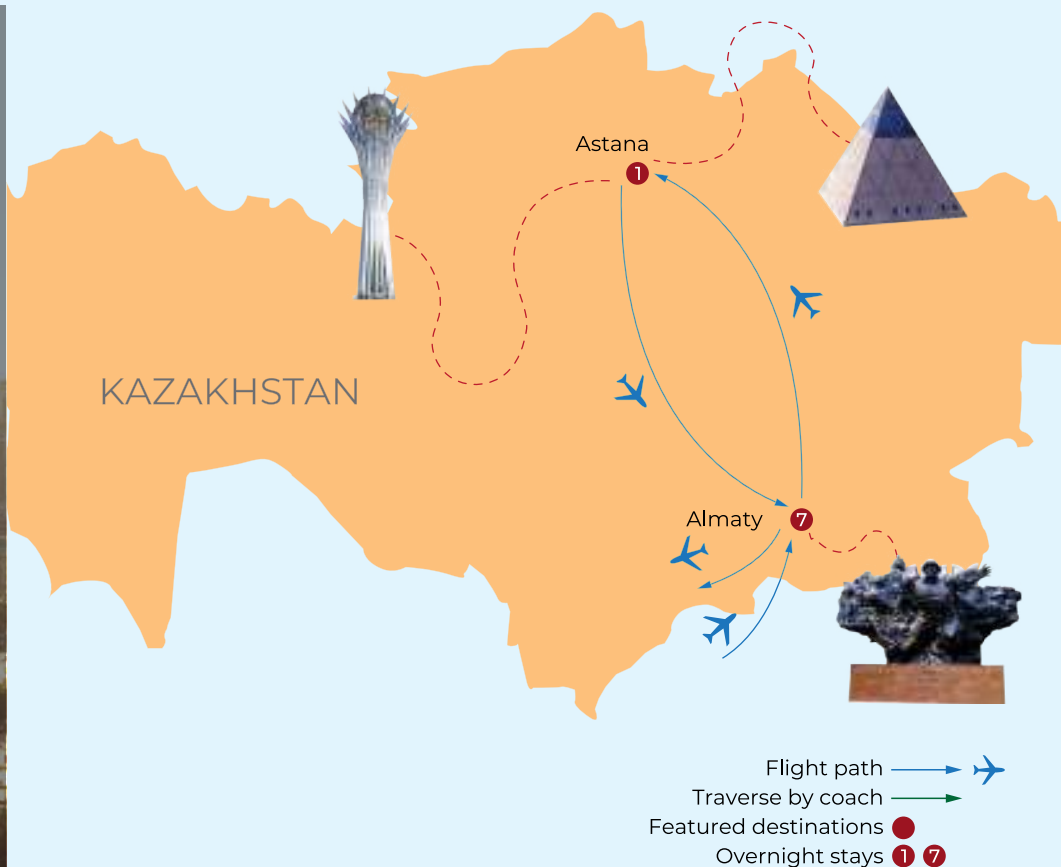 Astana
1
KAZAKHSTAN
Almaty
7
Flight path
Traverse by coach
Featured destinations
Overnight stays 1 7